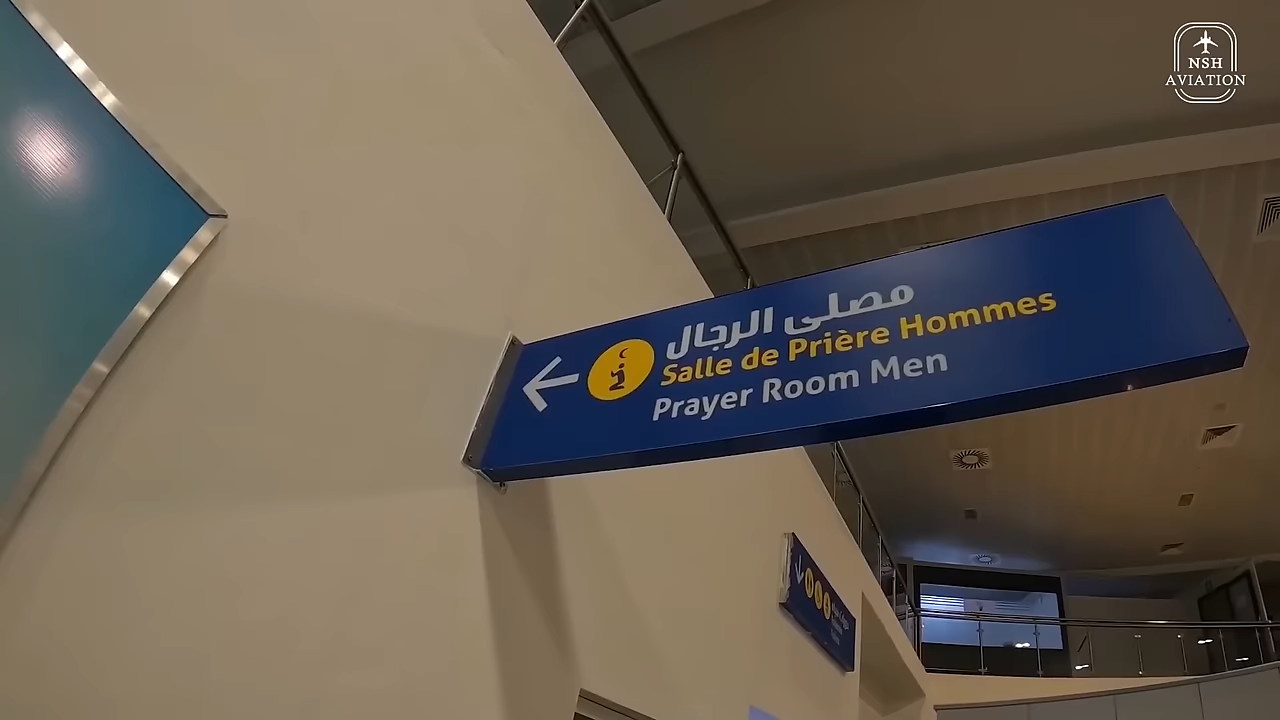 NSH
AVIATION
مصلى الرجال
Salle de Prière Hommes
Prayer Room Men